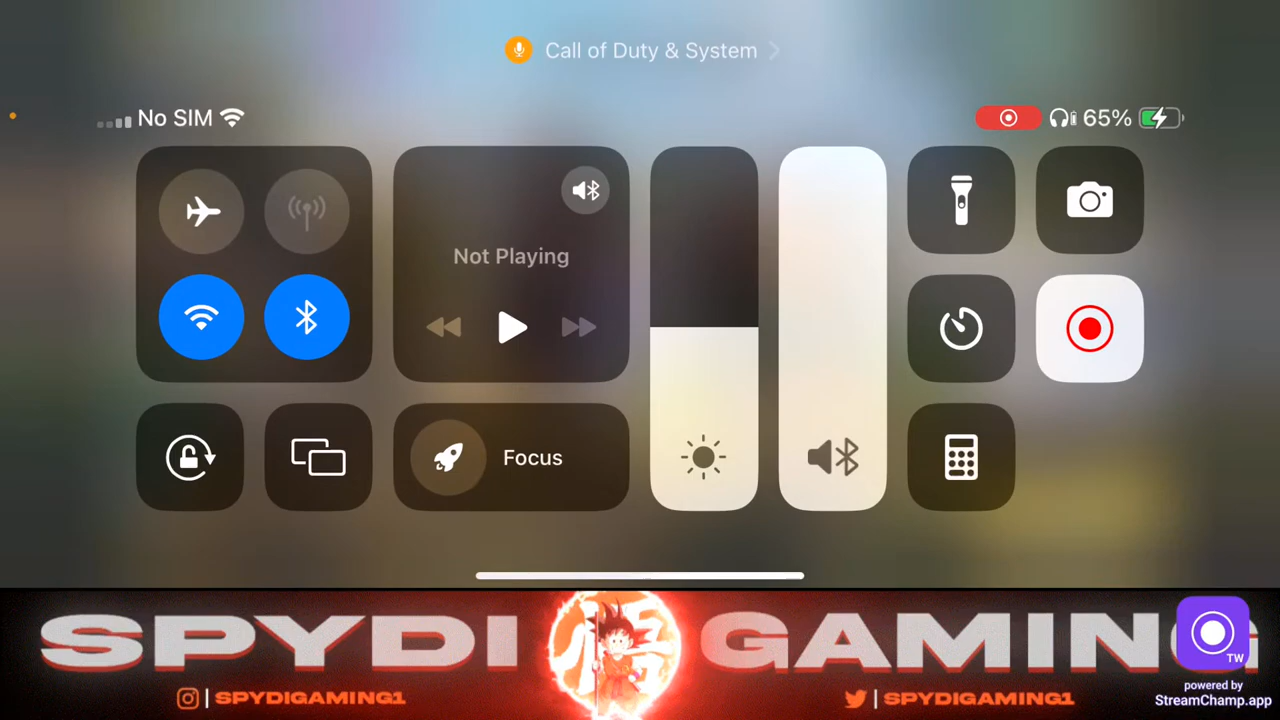 Call of Duty & System
No SIM
65%
Not Playing
Focus
SPYDI 悟 GAMING
| SPYDIGAMING1
| SPYDIGAMING1
TW
powered by
StreamChamp.app